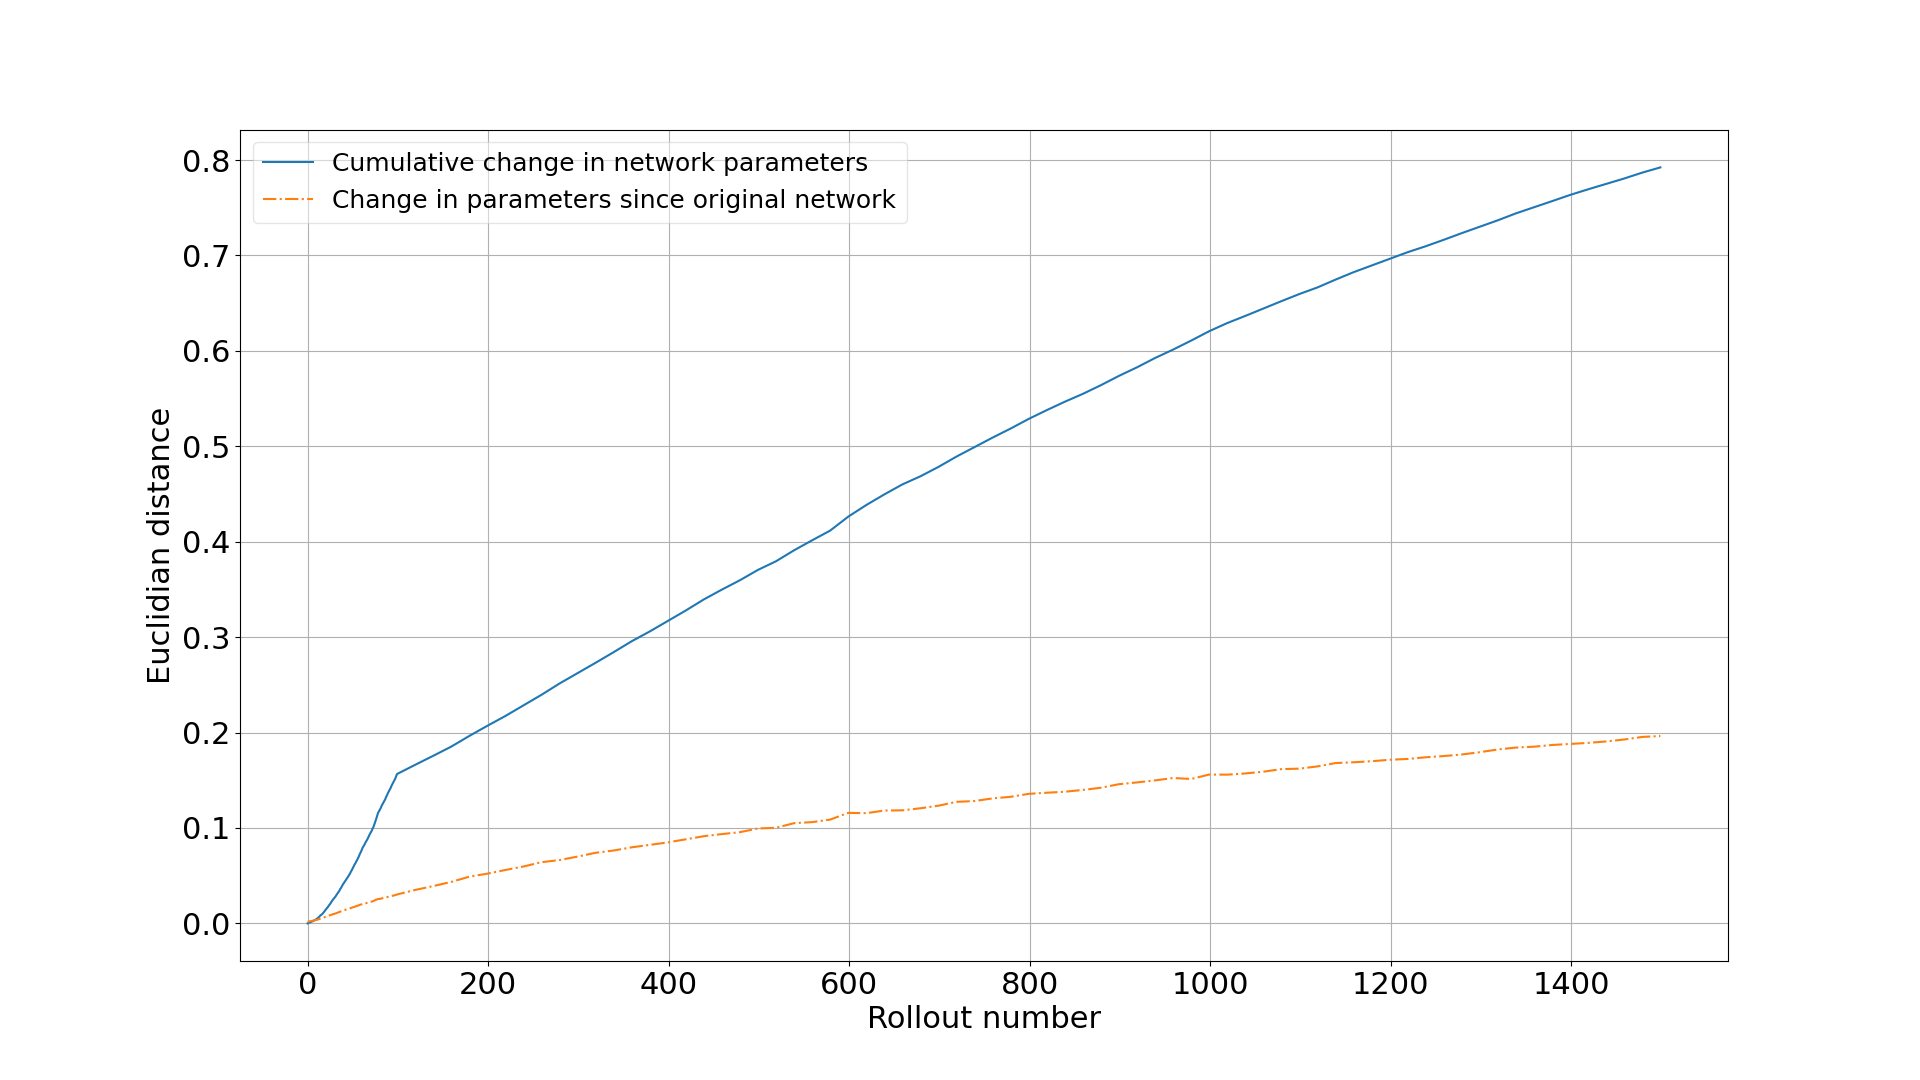 Cumulative change in network parameters
Change in parameters since original network
0.8
0.7
0.6
0.5
0.4
0.3
0.2
0.1
0.0
Euclidian distance
0 200 400 600 800 1000 1200 1400
Rollout number